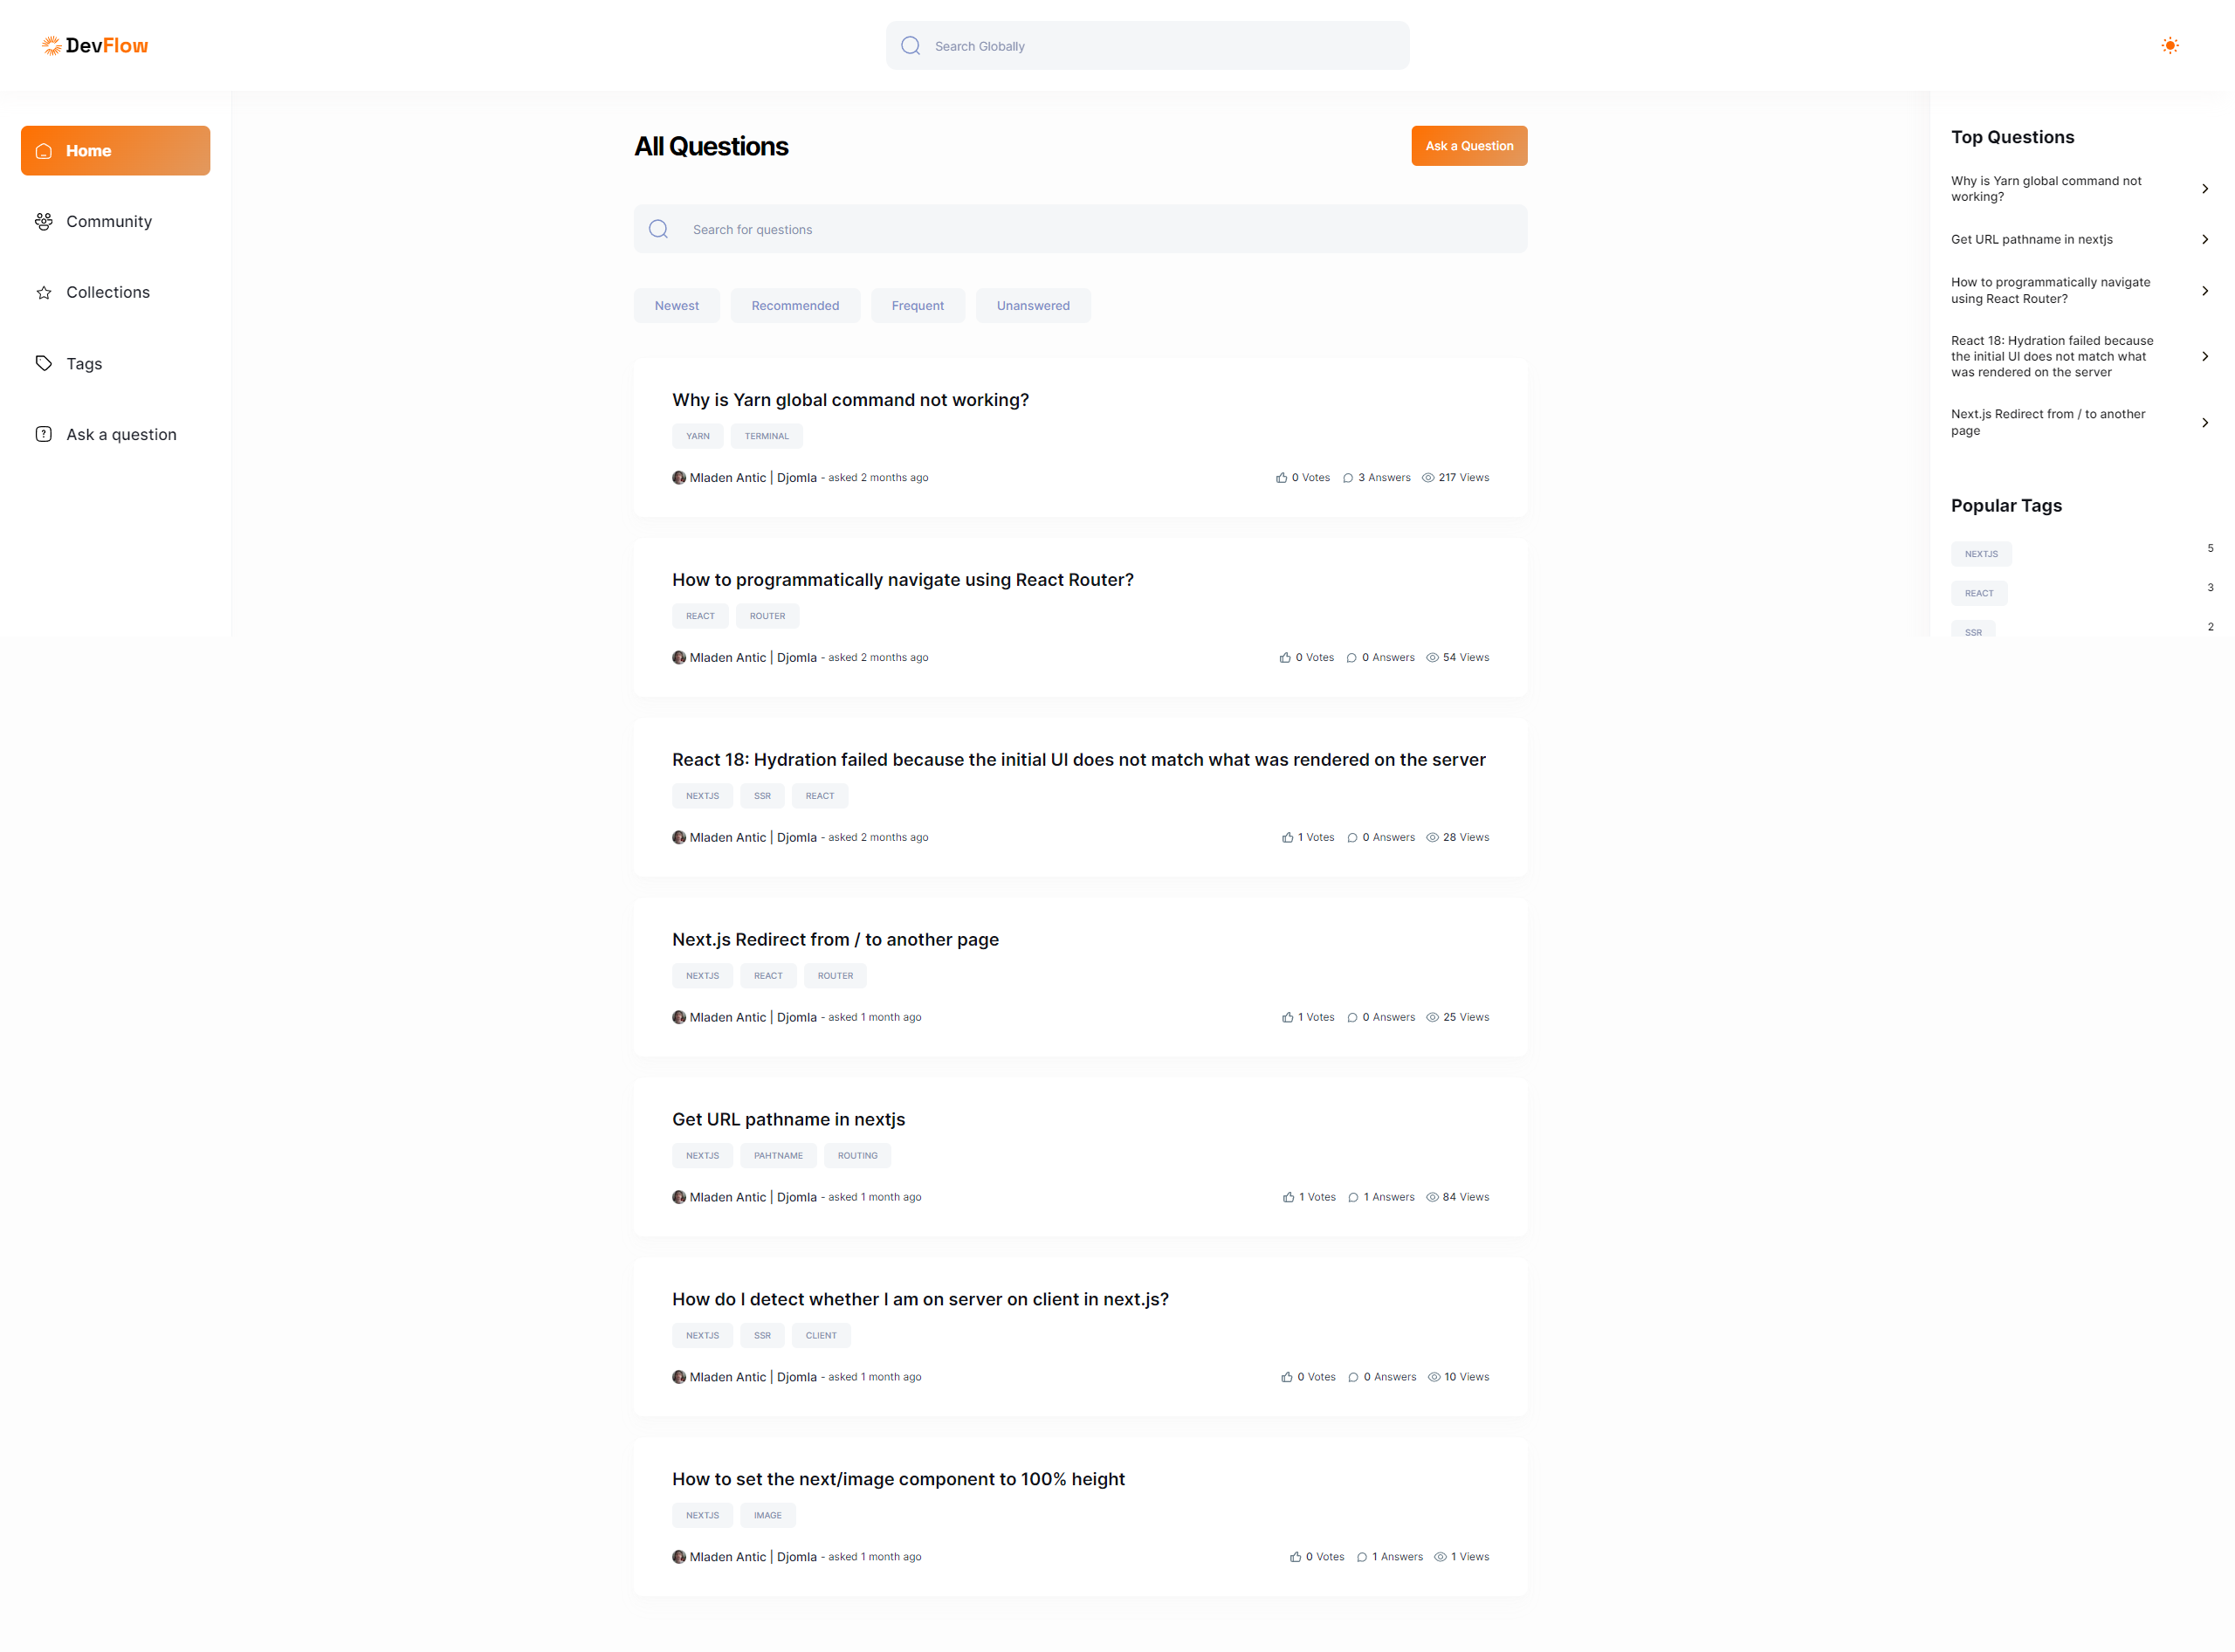 DevFlow
Search Globally
Home
Community
Collections
Tags
Ask a question
All Questions
Ask a Question
Search for questions
Newest Recommended Frequent Unanswered
Why is Yarn global command not working?
YARN TERMINAL
Mladen Antic | Djomla - asked 2 months ago 0 Votes 3 Answers 217 Views
How to programmatically navigate using React Router?
REACT ROUTER
Mladen Antic | Djomla - asked 2 months ago 0 Votes 0 Answers 54 Views
React 18: Hydration failed because the initial UI does not match what was rendered on the server
NEXTJS SSR REACT
Mladen Antic | Djomla - asked 2 months ago 1 Votes 0 Answers 28 Views
Next.js Redirect from / to another page
NEXTJS REACT ROUTER
Mladen Antic | Djomla - asked 1 month ago 1 Votes 0 Answers 25 Views
Get URL pathname in nextjs
NEXTJS PAHTNAME ROUTING
Mladen Antic | Djomla - asked 1 month ago 1 Votes 1 Answers 84 Views
How do I detect whether I am on server on client in next.js?
NEXTJS SSR CLIENT
Mladen Antic | Djomla - asked 1 month ago 0 Votes 0 Answers 10 Views
How to set the next/image component to 100% height
NEXTJS IMAGE
Mladen Antic | Djomla - asked 1 month ago 0 Votes 1 Answers 1 Views
Top Questions
Why is Yarn global command not
working?
Get URL pathname in nextjs
How to programmatically navigate
using React Router?
React 18: Hydration failed because
the initial UI does not match what
was rendered on the server
Next.js Redirect from / to another
page
Popular Tags
NEXTJS 5
REACT 3
SSR 2